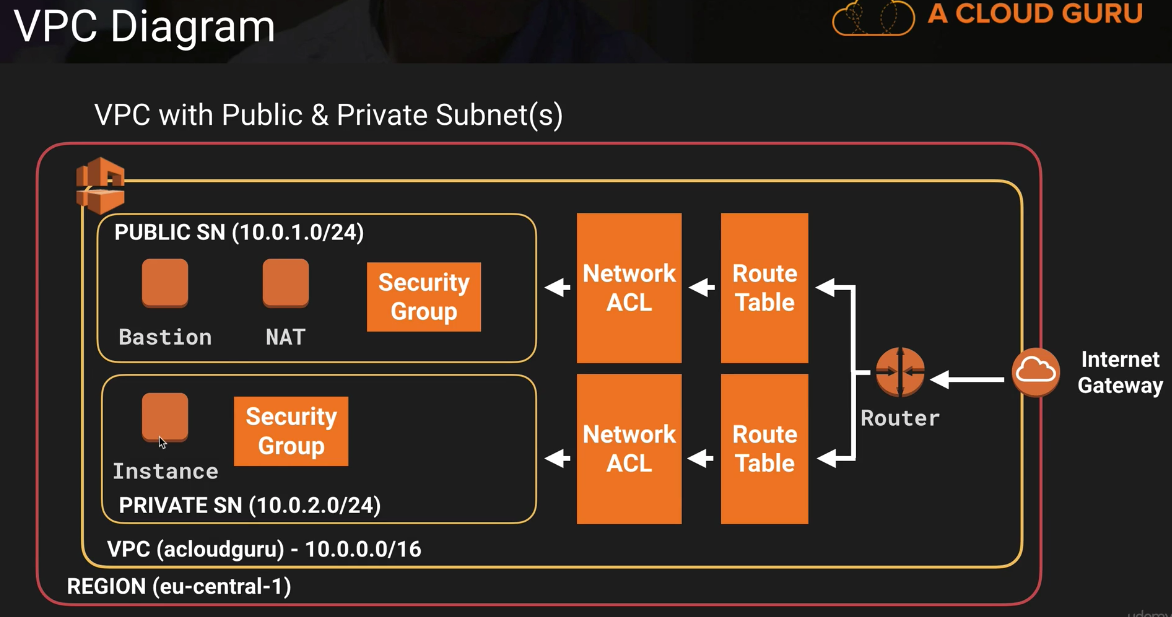 VPC Diagram
A CLOUD GURU
VPC with Public & Private Subnet(s)
PUBLIC SN (10.0.1.0/24)
Bastion
NAT
Security
Group
Network
ACL
Route
Table
Instance
Security
Group
PRIVATE SN (10.0.2.0/24)
Network
ACL
Route
Table
Router
Internet
Gateway
VPC (acloudguru) - 10.0.0.0/16
REGION (eu-central-1)